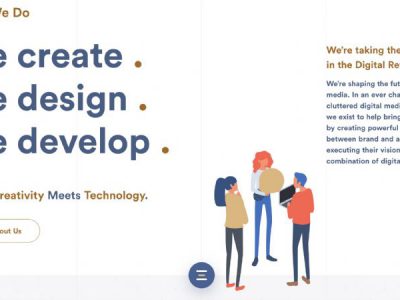 We Do
e create .
e design .
e develop .
Creativity Meets Technology.
out Us
We're taking the
in the Digital Re
We're shaping the fut
media. In an ever cha
cluttered digital medi
we exist to help bring
by creating powerful
between brand and a
executing their vision
combination of digita